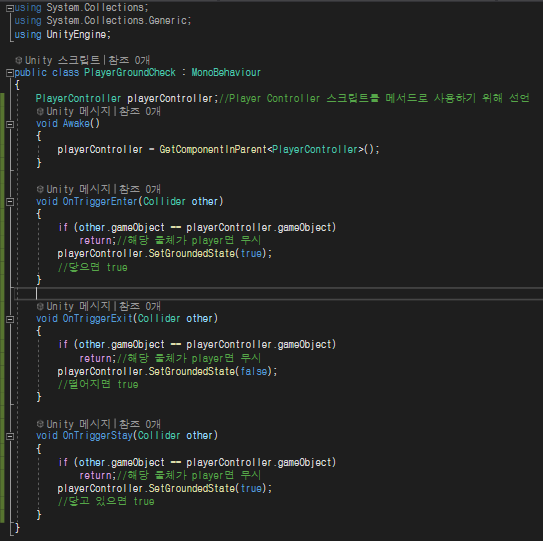 using System.Collections;
using System.Collections.Generic;
using UnityEngine;
Unity 스크립트|참조 0개
public class PlayerGroundCheck : MonoBehaviour
{
PlayerController playerController;//Player Controller 스크립트를 메서드로 사용하기 위해 선언
Unity 메시지|참조 0개
void Awake()
{
playerController = GetComponentInParent<PlayerController>();
}
Unity 메시지|참조 0개
void OnTriggerEnter(Collider other)
{
if (other.gameObject == playerController.gameObject)
return;//해당 물체가 player면 무시
playerController.SetGroundedState(true);
//닿으면 true
}
Unity 메시지|참조 0개
void OnTriggerExit(Collider other)
{
if (other.gameObject == playerController.gameObject)
return;//해당 물체가 player면 무시
playerController.SetGroundedState(false);
//떨어지면 true
}
Unity 메시지|참조 0개
void OnTriggerStay(Collider other)
{
if (other.gameObject == playerController.gameObject)
return;//해당 물체가 player면 무시
playerController.SetGroundedState(true);
//닿고 있으면 true
}
}